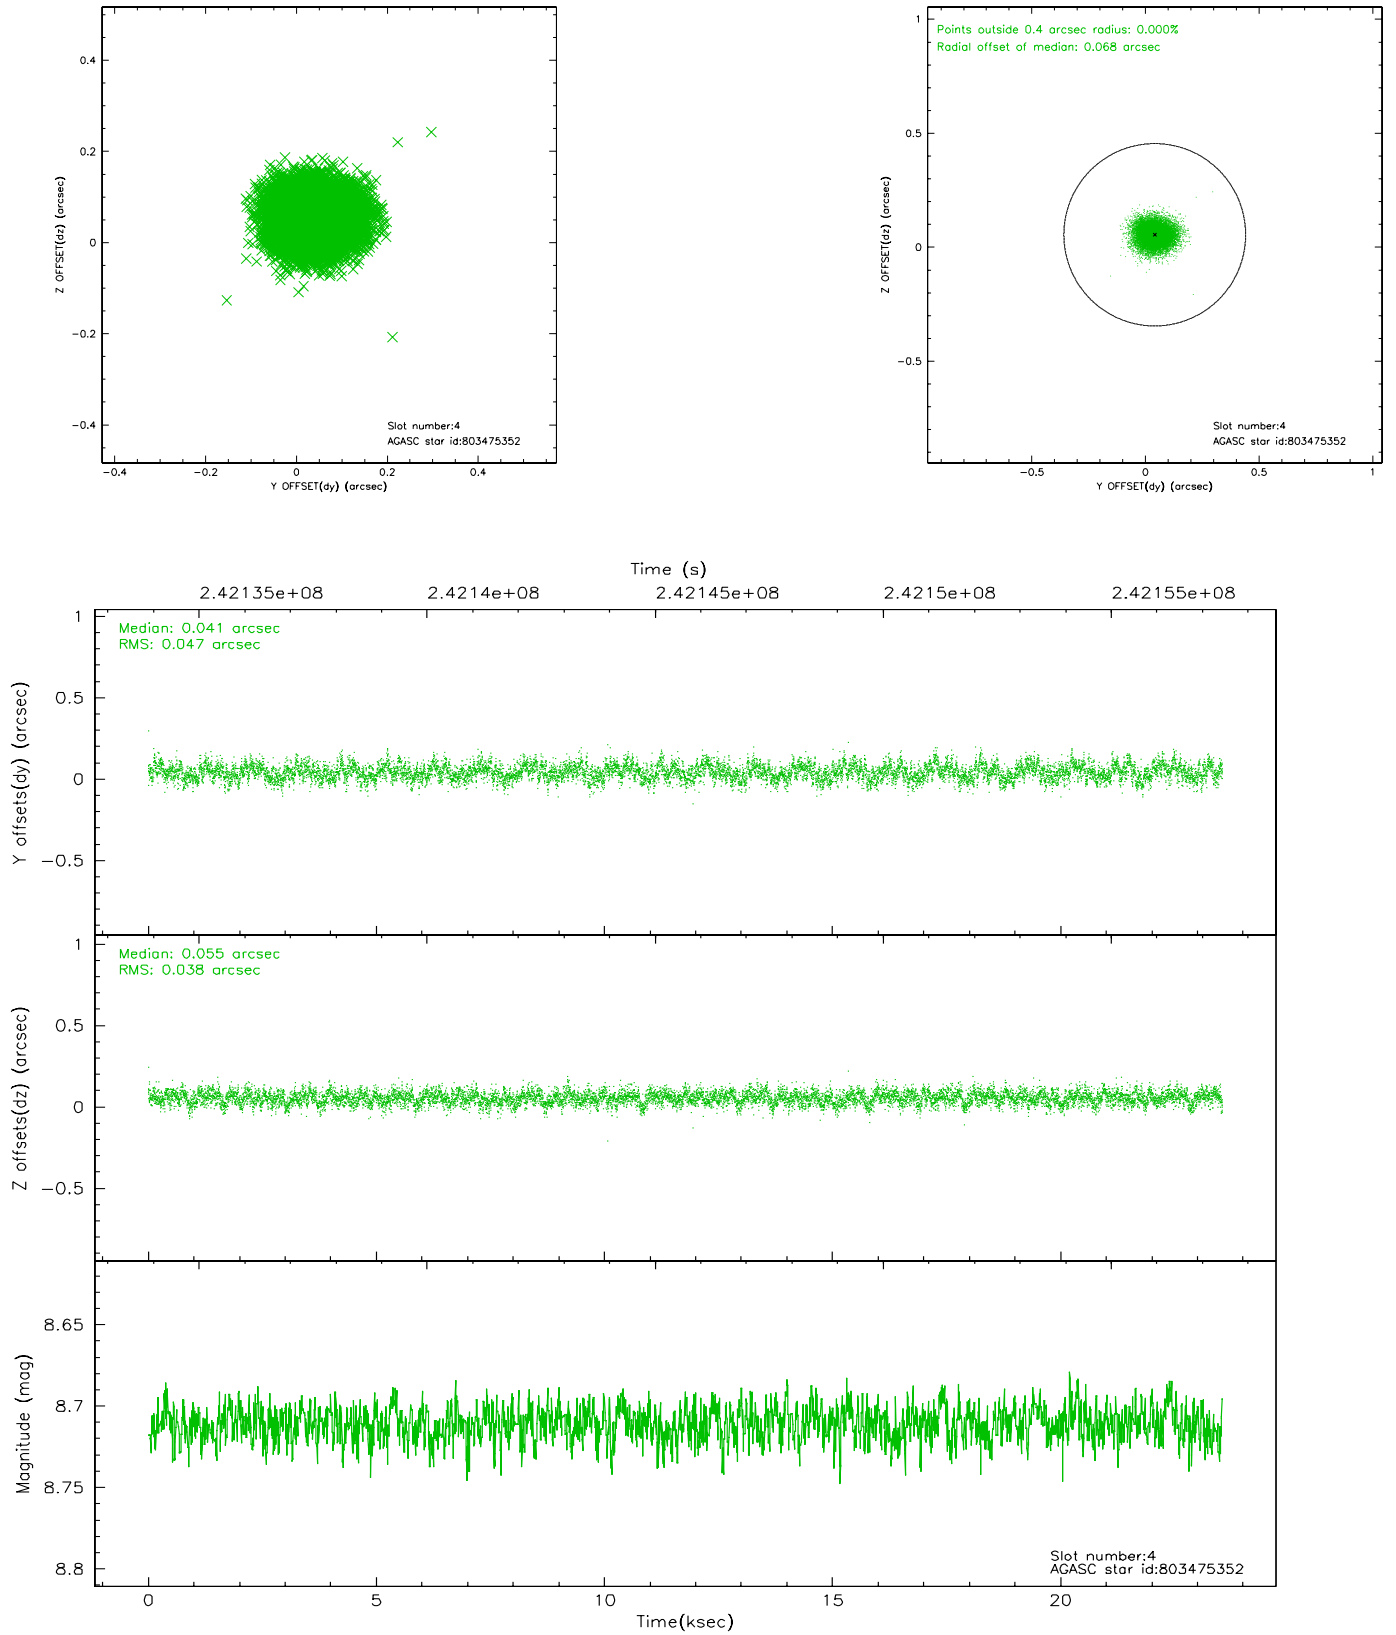 0.4
0.2
0
−0.2
−0.4
Z OFFSET(dz) (arcsec)
Slot number:4
AGASC star id:803475352
−0.4
−0.2
0
0.2
0.4
Y OFFSET(dy) (arcsec)
Points outside 0.4 arcsec radius: 0.000%
Radial offset of median: 0.068 arcsec
1
0.5
0
−0.5
Z OFFSET(dz) (arcsec)
Slot number:4
AGASC star id:803475352
−0.5
0
0.5
1
Y OFFSET(dy) (arcsec)
Time (s)
2.42135e+08
2.4214e+08
2.42145e+08
2.4215e+08
2.42155e+08
Median: 0.041 arcsec
RMS: 0.047 arcsec
1
0.5
0
−0.5
Y offsets(dy) (arcsec)
Median: 0.055 arcsec
RMS: 0.038 arcsec
1
0.5
0
−0.5
Z offsets(dz) (arcsec)
8.65
8.7
8.75
8.8
Magnitude (mag)
Slot number:4
AGASC star id:803475352
0
5
10
15
20
Time(ksec)